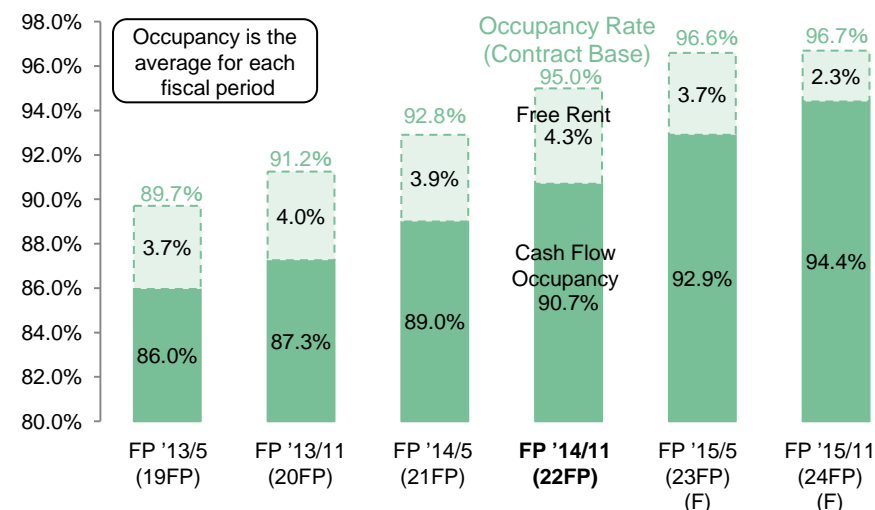 98.0%
96.0%
94.0%
92.0%
90.0%
88.0%
86.0%
84.0%
82.0%
80.0%
Occupancy is the
average for each
fiscal period
Occupancy Rate
(Contract Base)
89.7%
91.2%
92.8%
95.0%
96.6%
96.7%
3.7%
4.0%
3.9%
Free Rent
4.3%
3.7%
2.3%
86.0%
87.3%
89.0%
Cash Flow
Occupancy
90.7%
92.9%
94.4%
FP ’13/5
(19FP)
FP ’13/11
(20FP)
FP ’14/5
(21FP)
FP ’14/11
(22FP)
FP ’15/5
(23FP)
(F)
FP ’15/11
(24FP)
(F)